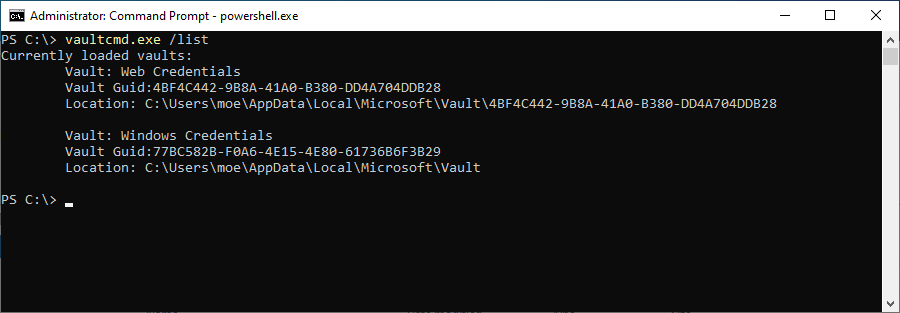 Administrator: Command Prompt - powershell.exe
PS C:\> vaultcmd.exe /list
Currently loaded vaults:
Vault: Web Credentials
Vault Guid:4BF4C442-9B8A-41A0-B380-DD4A704DDB28
Location: C:\Users\moe\AppData\Local\Microsoft\Vault\4BF4C442-9B8A-41A0-B380-DD4A704DDB28
Vault: Windows Credentials
Vault Guid:77BC582B-F0A6-4E15-4E80-61736B6F3B29
Location: C:\Users\moe\AppData\Local\Microsoft\Vault
PS C:\>